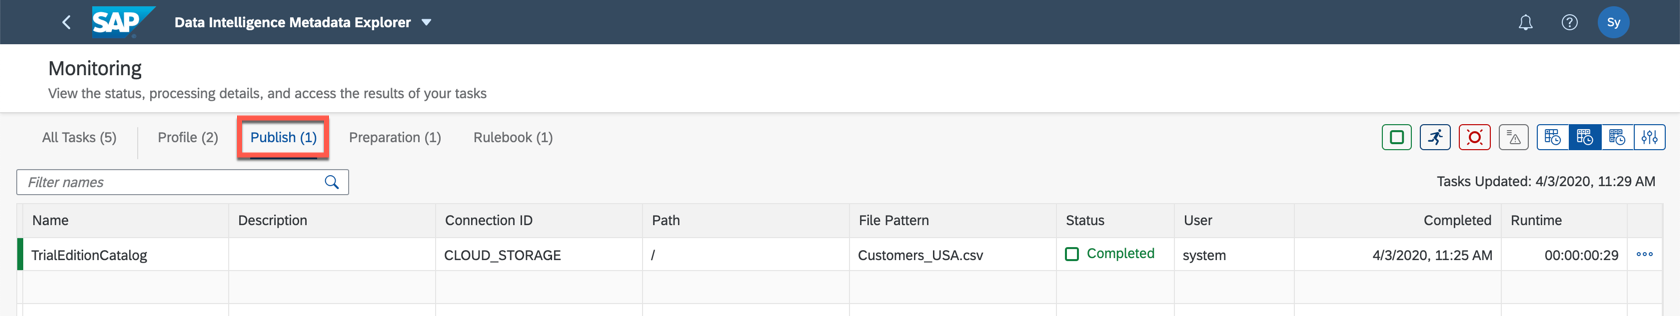 SAP Data Intelligence Metadata Explorer Sy
Monitoring
View the status, processing details, and access the results of your tasks
All Tasks (5) Profile (2) Publish (1) Preparation (1) Rulebook (1)
Filter names
Tasks Updated: 4/3/2020, 11:29 AM
Name Description Connection ID Path File Pattern Status User Completed Runtime
TrialEditionCatalog CLOUD_STORAGE / Customers_USA.csv Completed system 4/3/2020, 11:25 AM 00:00:00:29